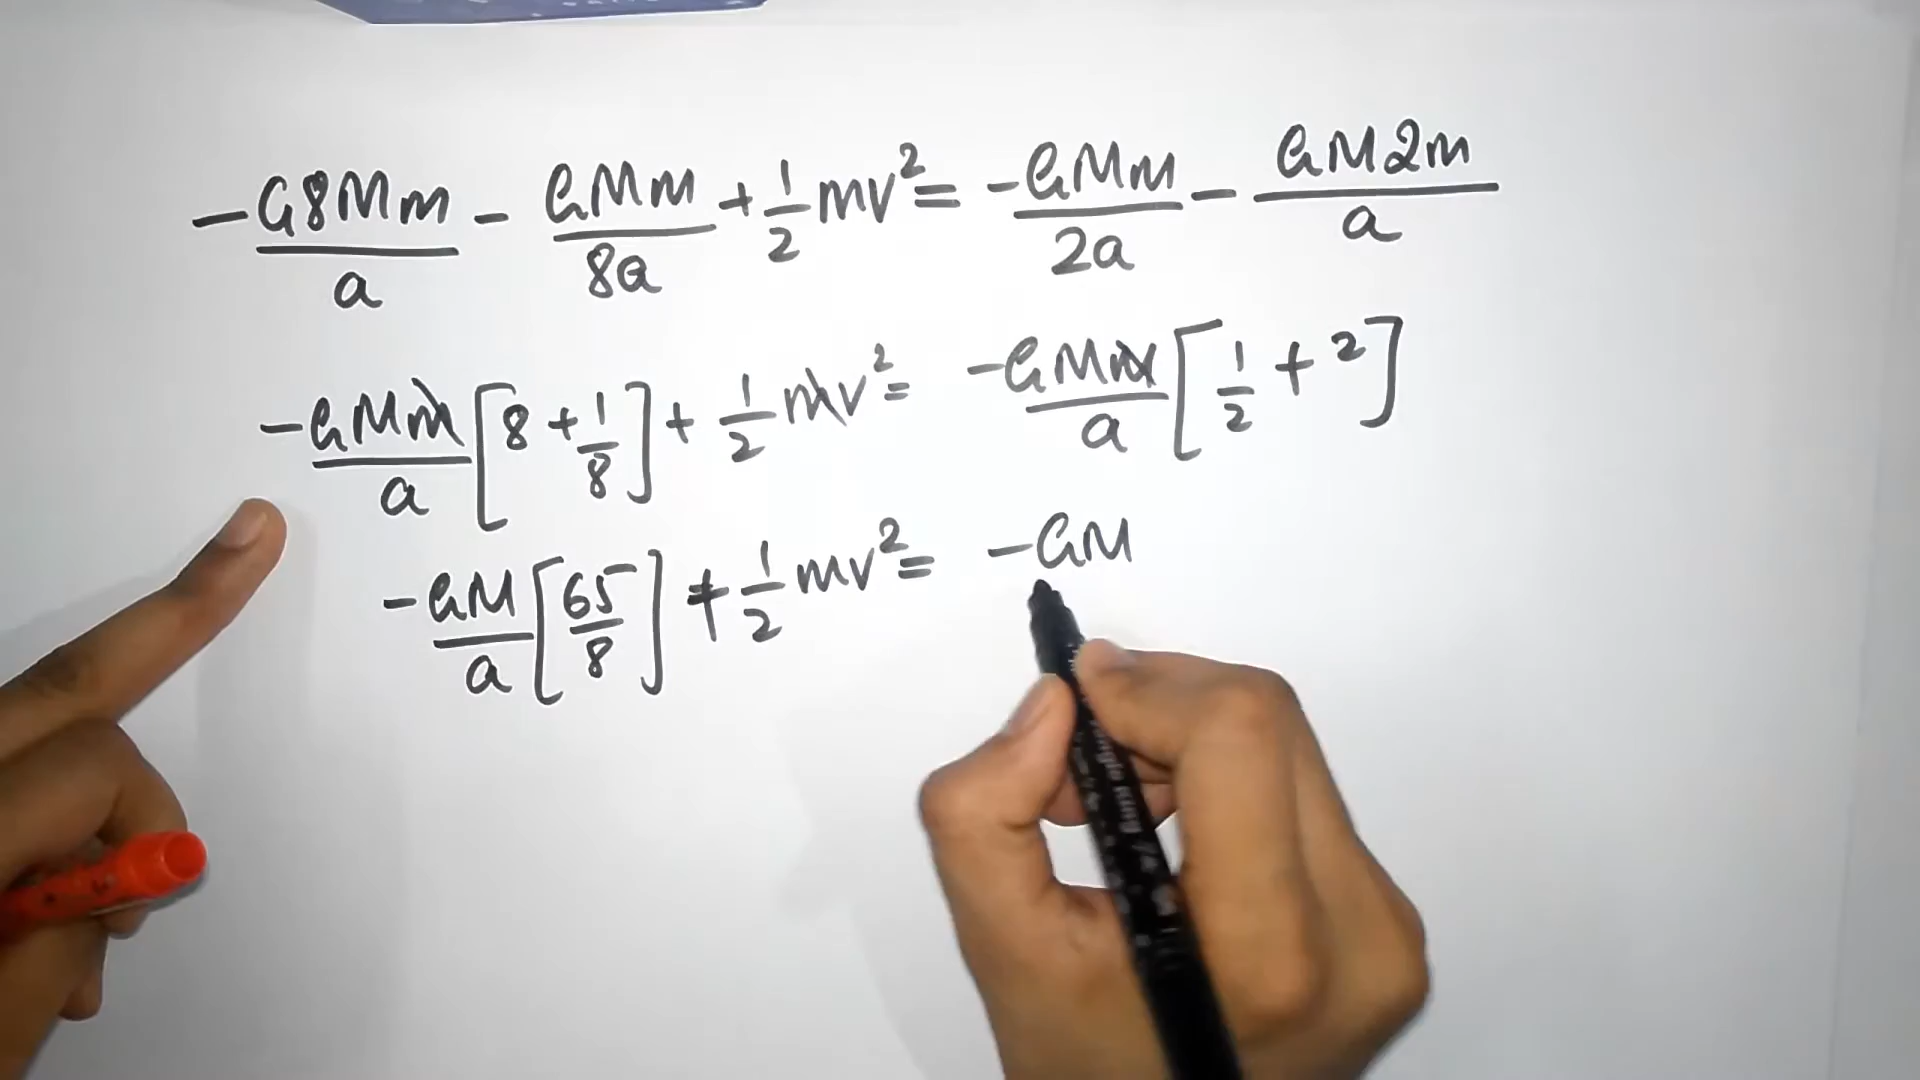 -G8Mm/a - GMm/8a + 1/2 mv² = -GMm/2a - GM2m/a
-GMm/a [8 + 1/8] + 1/2 mv² = -GMm/a [1/2 + 2]
-GM/a [65/8] + 1/2 mv² = -GM